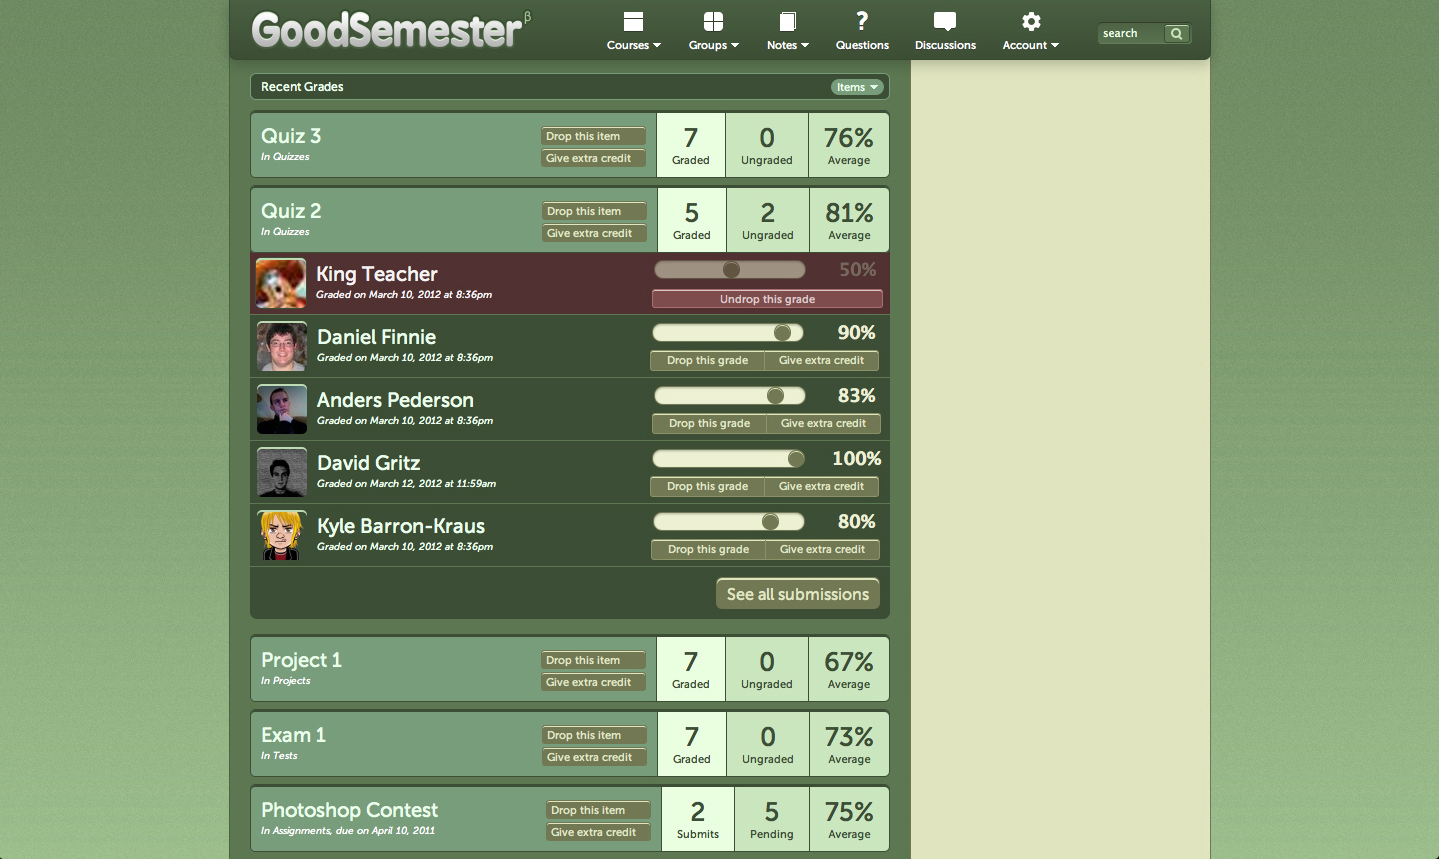 GoodSemester β
Courses
Groups
Notes
Questions
Discussions
Account
search
Recent Grades
Items
Quiz 3
In Quizzes
Drop this item
Give extra credit
7
Graded
0
Ungraded
76%
Average
Quiz 2
In Quizzes
Drop this item
Give extra credit
5
Graded
2
Ungraded
81%
Average
King Teacher
Graded on March 10, 2012 at 8:36pm
50%
Undrop this grade
Daniel Finnie
Graded on March 10, 2012 at 8:36pm
90%
Drop this grade
Give extra credit
Anders Pederson
Graded on March 10, 2012 at 8:36pm
83%
Drop this grade
Give extra credit
David Gritz
Graded on March 12, 2012 at 11:59am
100%
Drop this grade
Give extra credit
Kyle Barron-Kraus
Graded on March 10, 2012 at 8:36pm
80%
Drop this grade
Give extra credit
See all submissions
Project 1
In Projects
Drop this item
Give extra credit
7
Graded
0
Ungraded
67%
Average
Exam 1
In Tests
Drop this item
Give extra credit
7
Graded
0
Ungraded
73%
Average
Photoshop Contest
In Assignments, due on April 10, 2011
Drop this item
Give extra credit
2
Submits
5
Pending
75%
Average